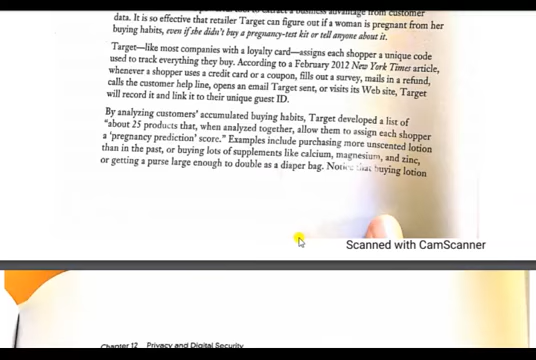 to extract a business advantage from customer
data. It is so effective that retailer Target can figure out if a woman is pregnant from her
buying habits, even if she didn't buy a pregnancy-test kit or tell anyone about it.
Target—like most companies with a loyalty card—assigns each shopper a unique code
used to track everything they buy. According to a February 2012 New York Times article,
whenever a shopper uses a credit card or a coupon, fills out a survey, mails in a refund,
calls the customer help line, opens an email Target sent, or visits its Web site, Target
will record it and link it to their unique guest ID.
By analyzing customers' accumulated buying habits, Target developed a list of
"about 25 products that, when analyzed together, allow them to assign each shopper
a 'pregnancy prediction' score." Examples include purchasing more unscented lotion
than in the past, or buying lots of supplements like calcium, magnesium, and zinc,
or getting a purse large enough to double as a diaper bag. Notice that buying lotion
Scanned with CamScanner
Chapter 12 Privacy and Digital Security